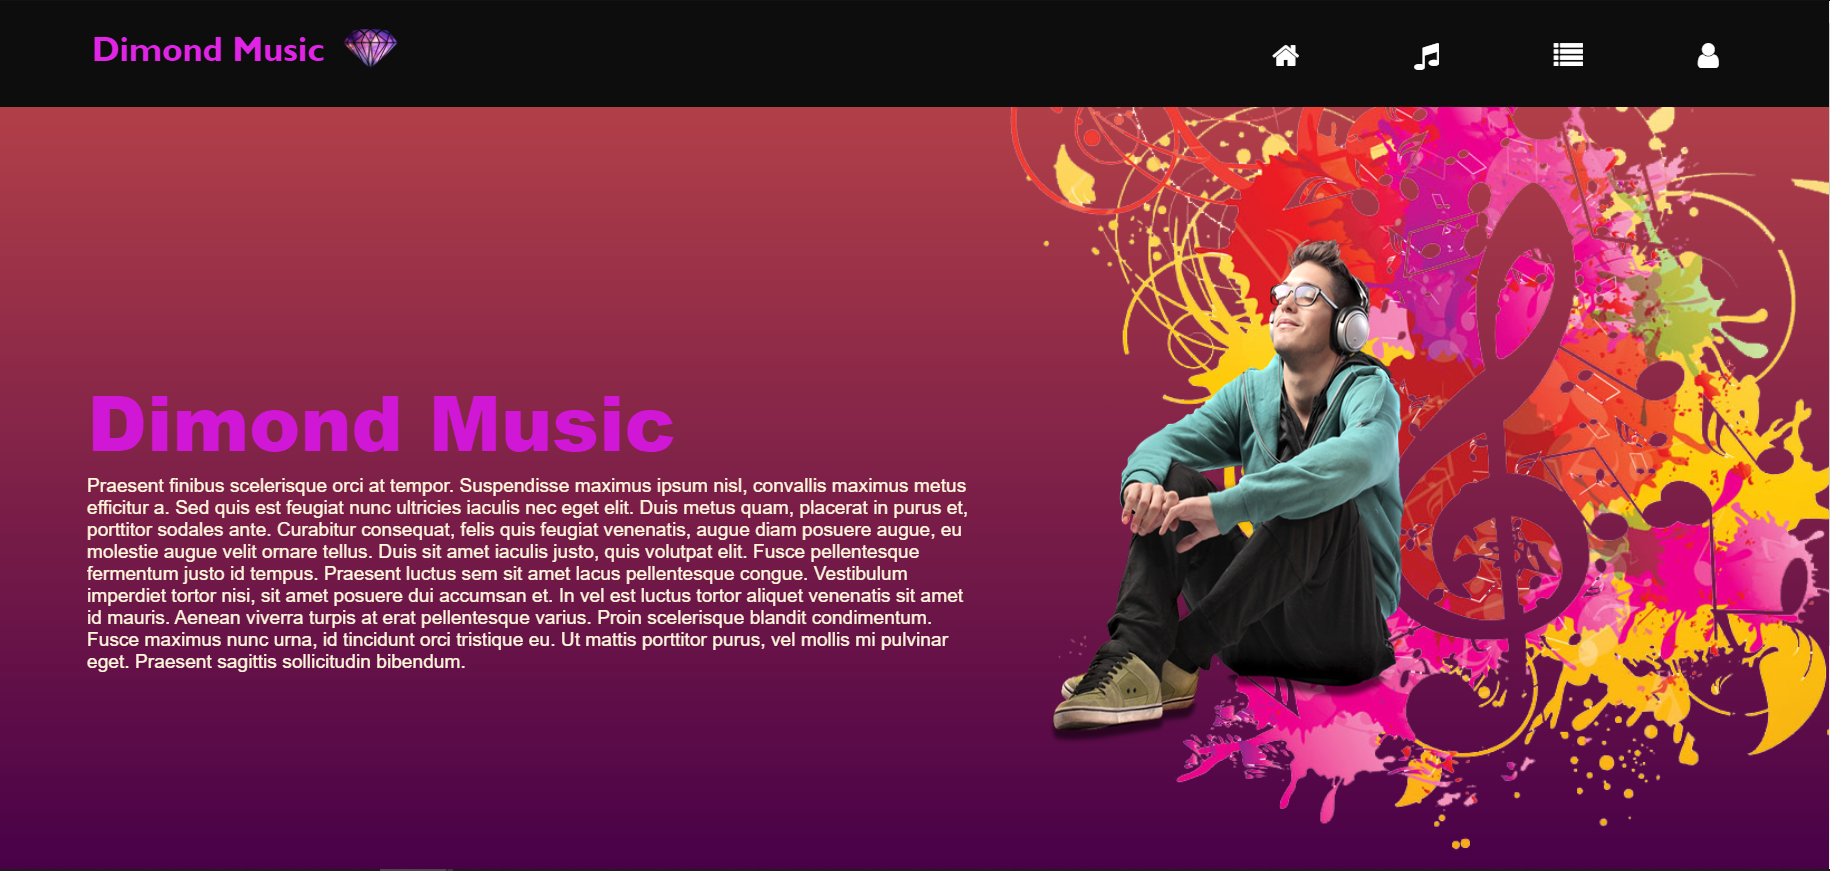 Dimond Music
Dimond Music
Praesent finibus scelerisque orci at tempor. Suspendisse maximus ipsum nisl, convallis maximus metus
efficitur a. Sed quis est feugiat nunc ultricies iaculis nec eget elit. Duis metus quam, placerat in purus et,
porttitor sodales ante. Curabitur consequat, felis quis feugiat venenatis, augue diam posuere augue, eu
molestie augue velit ornare tellus. Duis sit amet iaculis justo, quis volutpat elit. Fusce pellentesque
fermentum justo id tempus. Praesent luctus sem sit amet lacus pellentesque congue. Vestibulum
imperdiet tortor nisi, sit amet posuere dui accumsan et. In vel est luctus tortor aliquet venenatis sit amet
id mauris. Aenean viverra turpis at erat pellentesque varius. Proin scelerisque blandit condimentum.
Fusce maximus nunc urna, id tincidunt orci tristique eu. Ut mattis porttitor purus, vel mollis mi pulvinar
eget. Praesent sagittis sollicitudin bibendum.